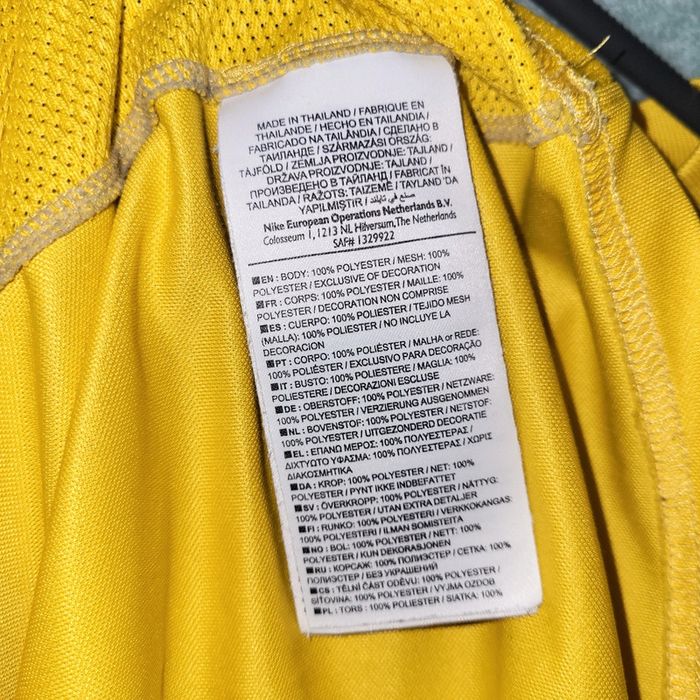 MADE IN THAILAND / FABRIQUE EN
THAILANDE / HECHO EN TAILANDIA /
FABRICADO NA TAILÂNDIA / СДЕЛАНО В
ТАИЛАНДЕ / SZÁRMAZÁSI ORSZÁG:
TÁJFÖLD / ZEMLJA PROIZVODNJE: TAJLAND /
DRŽAVA PROIZVODNJE: TAJLAND /
ПРОИЗВЕДЕНО В ТАЙЛАНД / FABRICAT ÎN
TAILANDA / RAŽOTS: TAIZEMĒ / TAYLAND 'DA
YAPILMIŞTIR / صنع في تايلند
Nike European Operations Netherlands B.V.
Colosseum 1, 1213 NL Hilversum, The Netherlands
SAF# 1329922
EN : BODY: 100% POLYESTER / MESH: 100%
POLYESTER / EXCLUSIVE OF DECORATION
FR : CORPS: 100% POLYESTER / MAILLE: 100%
POLYESTER / DECORATION NON COMPRISE
ES : CUERPO: 100% POLIESTER / TEJIDO MESH
(MALLA): 100% POLIESTER / NO INCLUYE LA
DECORACION
PT : CORPO: 100% POLIÉSTER / MALHA or REDE:
100% POLIÉSTER / EXCLUSIVO PARA DECORAÇÃO
IT : BUSTO: 100% POLIESTERE / MAGLIA: 100%
POLIESTERE / DECORAZIONI ESCLUSE
DE : OBERSTOFF: 100% POLYESTER / NETZWARE:
100% POLYESTER / VERZIERUNG AUSGENOMMEN
NL : BOVENSTOF: 100% POLYESTER / NETSTOF:
100% POLYESTER / UITGEZONDERD DECORATIE
EL : ΕΠΑΝΩ ΜΕΡΟΣ: 100% ΠΟΛΥΕΣΤΕΡΑΣ /
ΔΙΧΤΥΩΤΟ ΥΦΑΣΜΑ: 100% ΠΟΛΥΕΣΤΕΡΑΣ / ΧΩΡΙΣ
ΔΙΑΚΟΣΜΗΤΙΚΑ
DA : KROP: 100% POLYESTER / NET: 100%
POLYESTER / PYNT IKKE INDBEFATTET
SV : ÖVERKROPP: 100% POLYESTER / NÄTTYG:
100% POLYESTER / UTAN EXTRA DETALJER
FI : RUNKO: 100% POLYESTERI / VERKKOKANGAS:
100% POLYESTERI / ILMAN SOMISTEITA
NO : BOL: 100% POLYESTER / NETT: 100%
POLYESTER / KUN DEKORASJONEN
RU : КОРСАЖ: 100% ПОЛИЭСТЕР / СЕТКА: 100%
ПОЛИЭСТЕР / БЕЗ УКРАШЕНИЙ
CS : TĚLNÍ ČÁST ODĚVU: 100% POLYESTER /
SÍŤOVINA: 100% POLYESTER / VYJMA OZDOB
PL : TORS : 100% POLIESTER / SIATKA: 100%